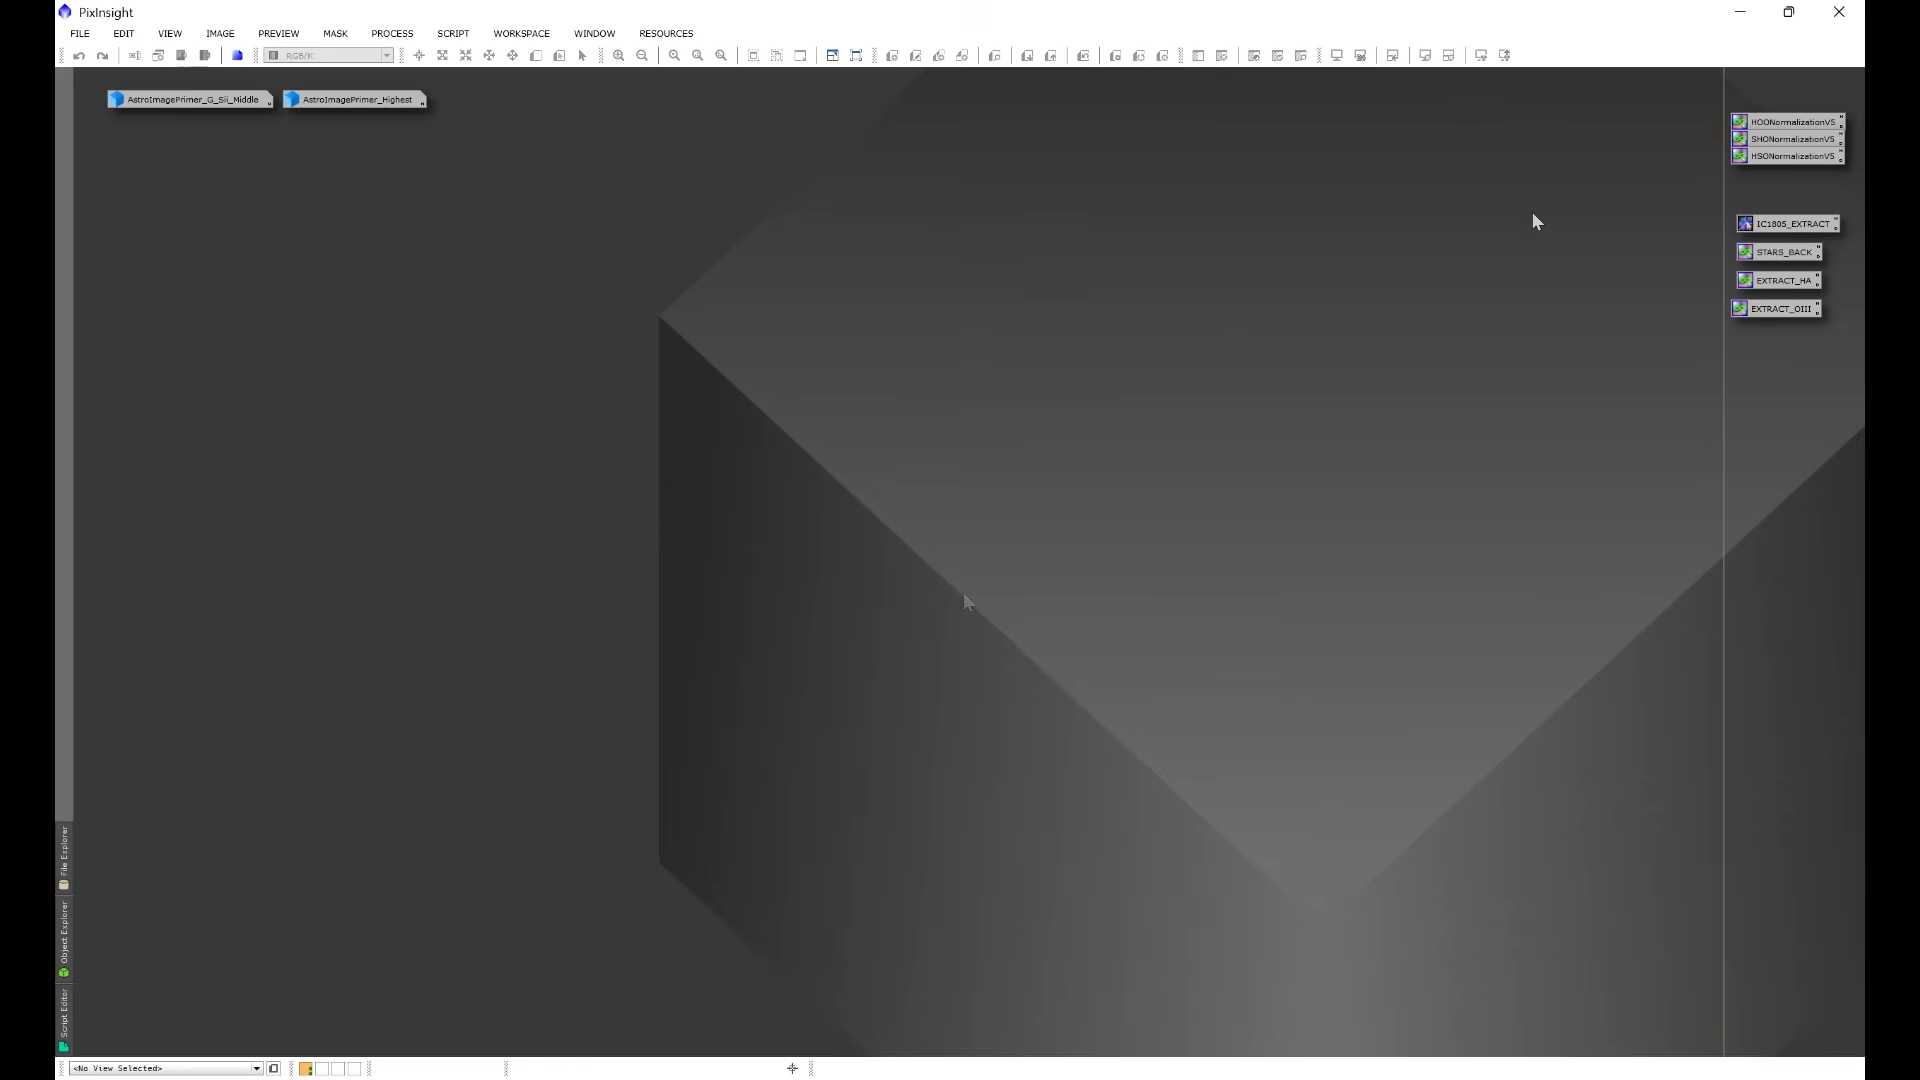 PixInsight
FILE EDIT VIEW IMAGE PREVIEW MASK PROCESS SCRIPT WORKSPACE WINDOW RESOURCES
RGB/K
AstroImagePrimer_G_Sii_Middle AstroImagePrimer_Highest
HOONormalizationV5
SHONormalizationV5
HSONormalizationV5
IC1805_EXTRACT
STARS_BACK
EXTRACT_HA
EXTRACT_OIII
File Explorer
Object Explorer
Script Editor
<No View Selected>